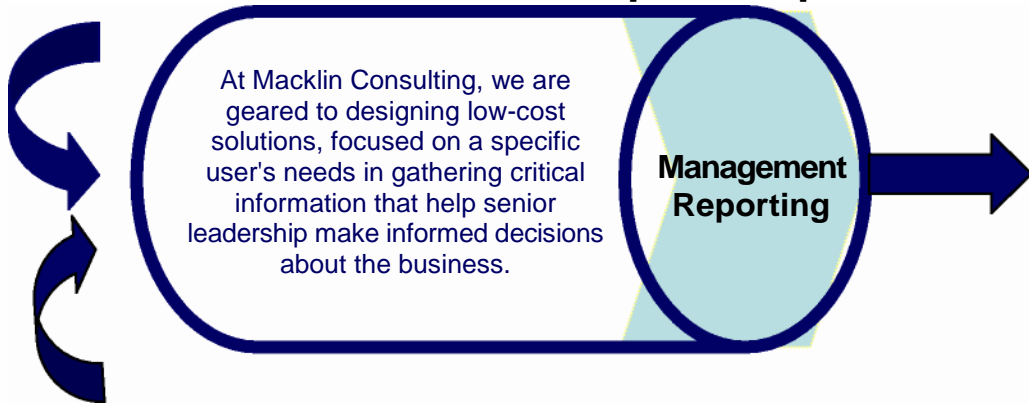 At Macklin Consulting, we are
geared to designing low-cost
solutions, focused on a specific
user's needs in gathering critical
information that help senior
leadership make informed decisions
about the business.
Management
Reporting